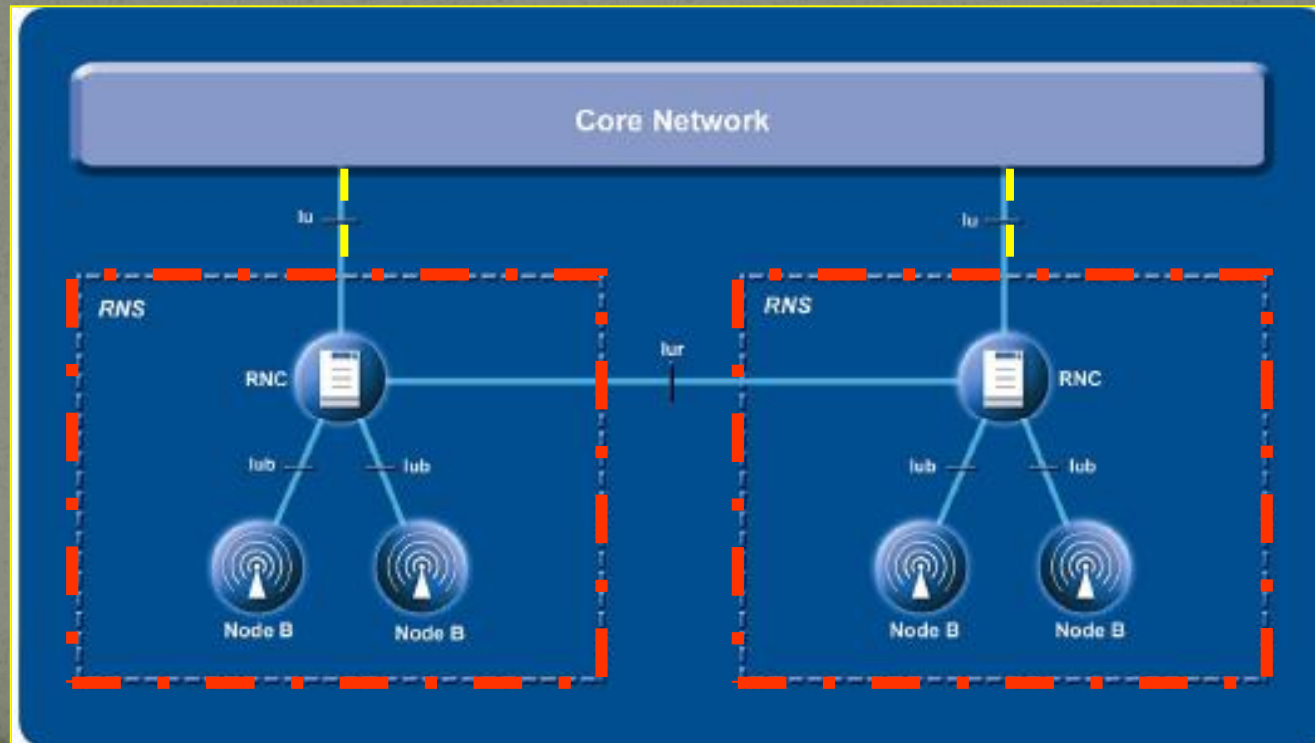 Core Network
Iu
Iu
RNS
RNS
Iur
RNC
RNC
Iub
Iub
Iub
Iub
Node B
Node B
Node B
Node B